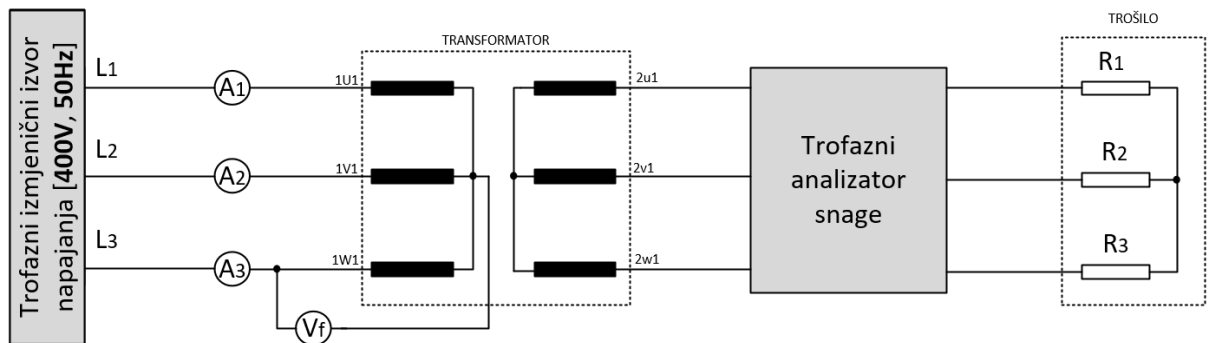 Trofazni izmjenični izvor
napajanja [400V, 50Hz]
L1
L2
L3
A1
A2
A3
Vf
TRANSFORMATOR
1U1
1V1
1W1
2u1
2v1
2w1
Trofazni
analizator
snage
TROŠILO
R1
R2
R3